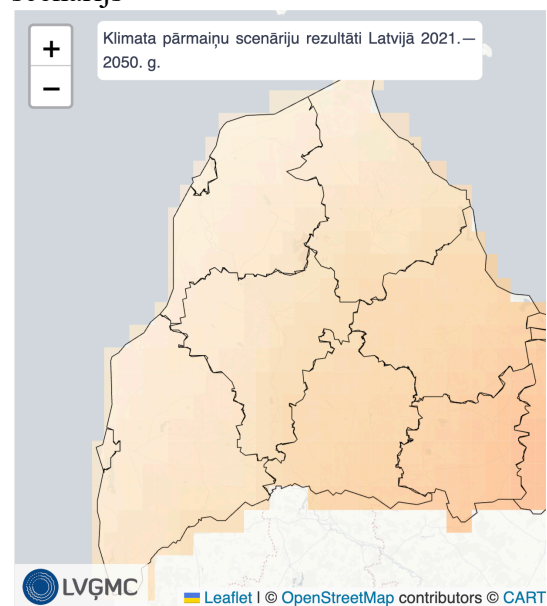 +
Klimata pārmaiņu scenāriju rezultāti Latvijā 2021.—
2050. g.
−
LVĢMC
Leaflet | © OpenStreetMap contributors © CART